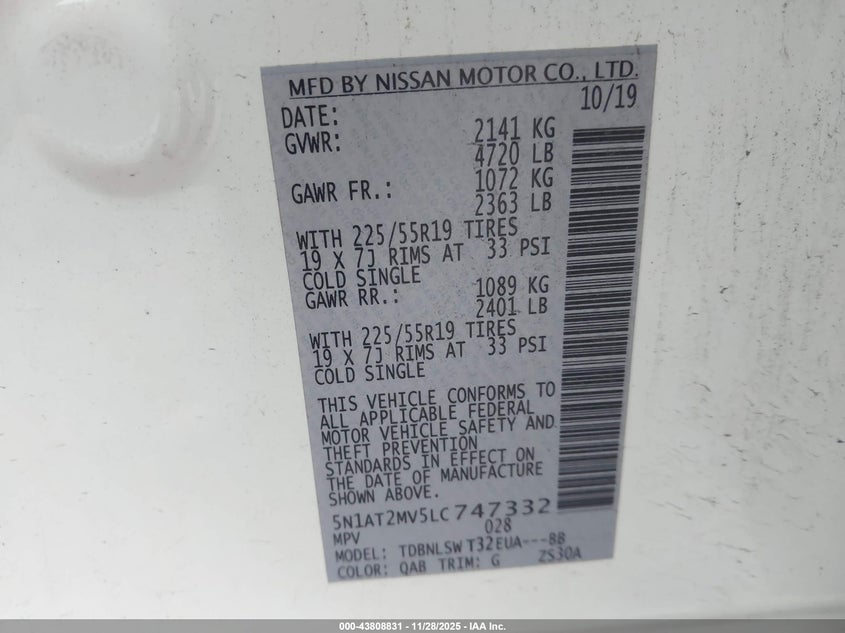 MFD BY NISSAN MOTOR CO., LTD.
DATE: 10/19
GVWR: 2141 KG
4720 LB
GAWR FR.: 1072 KG
2363 LB
WITH 225/55R19 TIRES
19 X 7J RIMS AT 33 PSI
COLD SINGLE
GAWR RR.: 1089 KG
2401 LB
WITH 225/55R19 TIRES
19 X 7J RIMS AT 33 PSI
COLD SINGLE
THIS VEHICLE CONFORMS TO
ALL APPLICABLE FEDERAL
MOTOR VEHICLE SAFETY AND
THEFT PREVENTION
STANDARDS IN EFFECT ON
THE DATE OF MANUFACTURE
SHOWN ABOVE.
5N1AT2MV5LC747332
MPV 028
MODEL: TDBNLSW T32EUA---BB
COLOR: QAB TRIM: G ZS30A
000-43808831 - 11/28/2025 - IAA Inc.